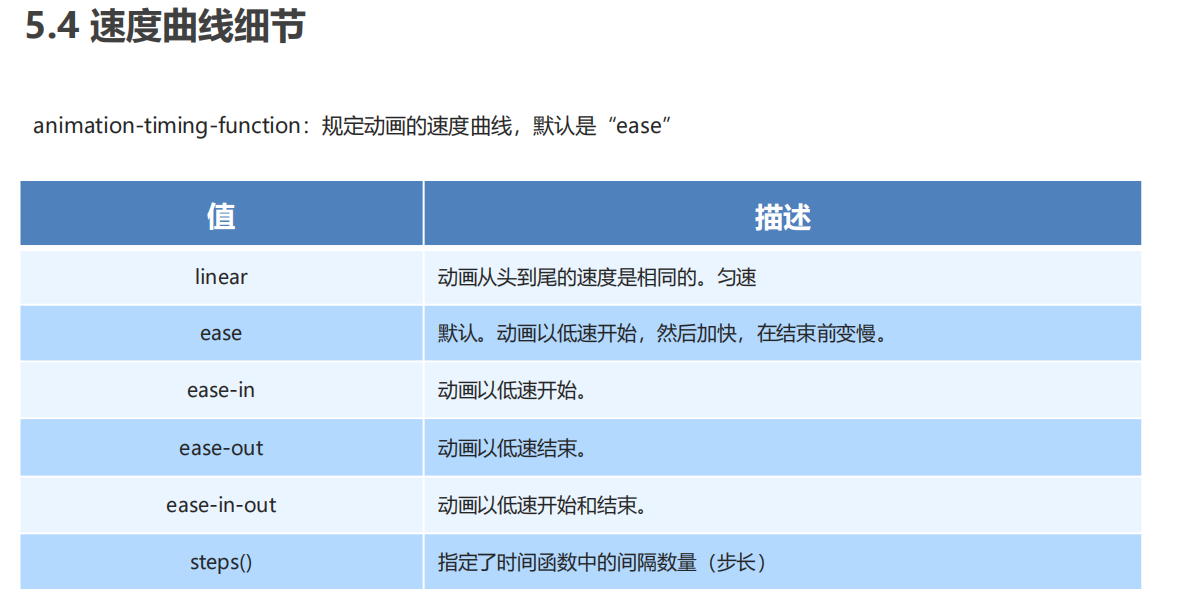 5.4 速度曲线细节
animation-timing-function：规定动画的速度曲线，默认是“ease”
值 描述
linear 动画从头到尾的速度是相同的。匀速
ease 默认。动画以低速开始，然后加快，在结束前变慢。
ease-in 动画以低速开始。
ease-out 动画以低速结束。
ease-in-out 动画以低速开始和结束。
steps() 指定了时间函数中的间隔数量（步长）